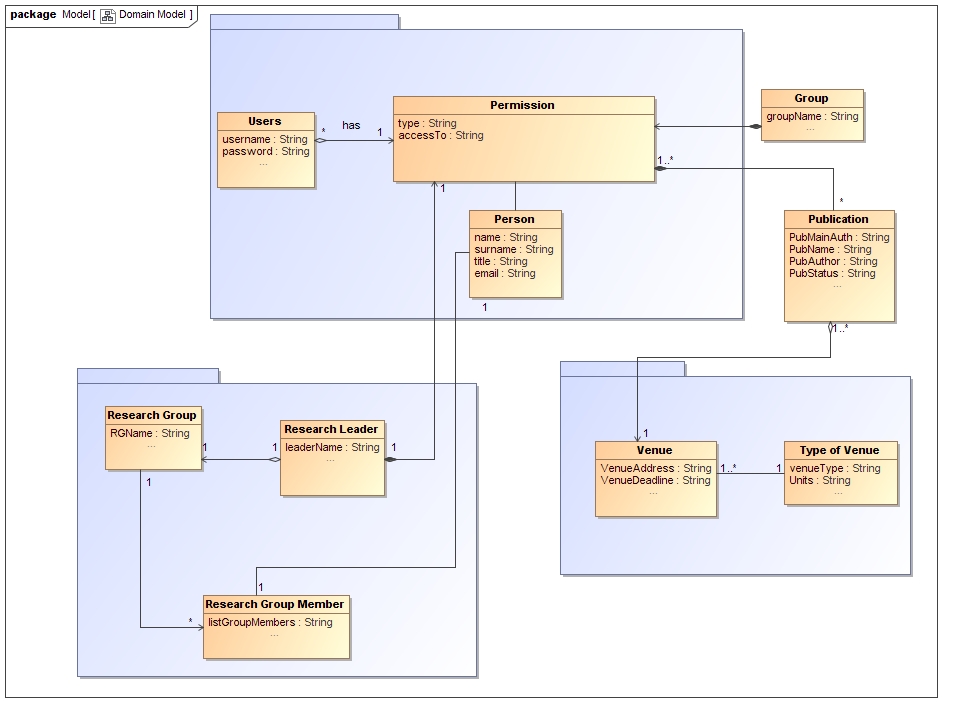 package Model [ Domain Model ]
Users
username : String
password : String
...
*
has
1
Permission
type : String
accessTo : String
Group
groupName : String
...
1..*
*
1
Person
name : String
surname : String
title : String
email : String
1
Publication
PubMainAuth : String
PubName : String
PubAuthor : String
PubStatus : String
...
1..*
Research Group
RGName : String
...
1
1
Research Leader
leaderName : String
...
1
1
1
Venue
VenueAddress : String
VenueDeadline : String
...
1..*
1
Type of Venue
venueType : String
Units : String
...
1
*
Research Group Member
listGroupMembers : String
...